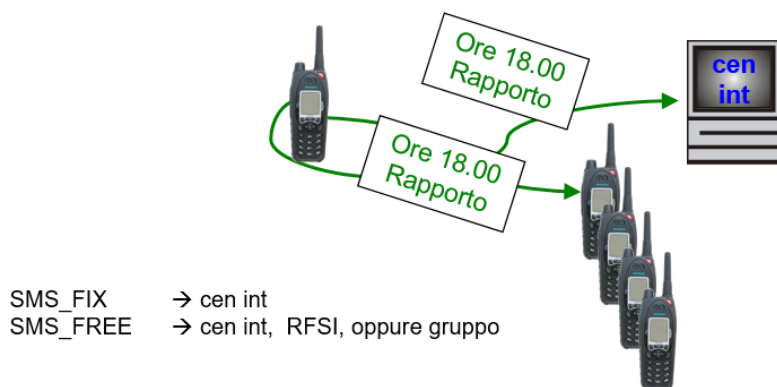 Ore 18.00
Rapporto
cen
int
Ore 18.00
Rapporto
SMS_FIX → cen int
SMS_FREE → cen int, RFSI, oppure gruppo